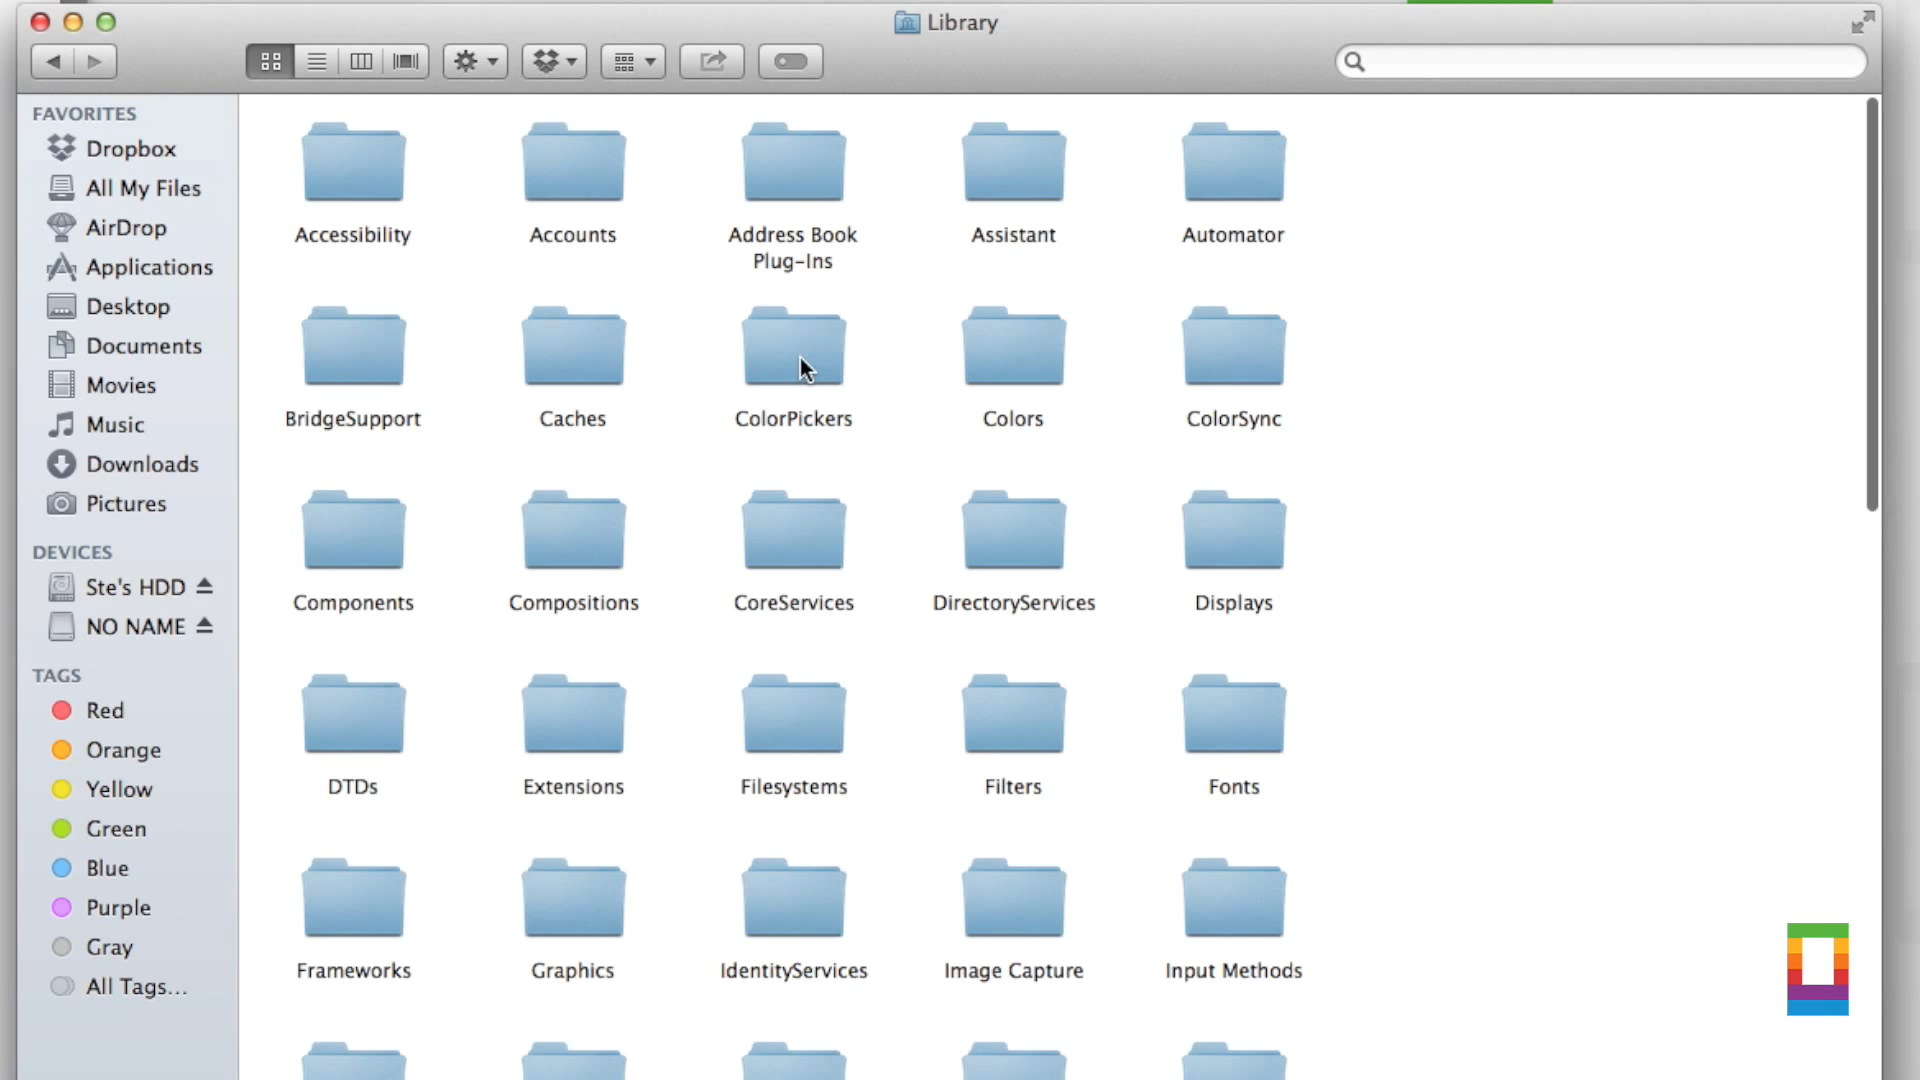 Library
FAVORITES
Dropbox
All My Files
AirDrop
Applications
Desktop
Documents
Movies
Music
Downloads
Pictures
DEVICES
Ste's HDD
NO NAME
TAGS
Red
Orange
Yellow
Green
Blue
Purple
Gray
All Tags...
Accessibility
Accounts
Address Book
Plug-Ins
Assistant
Automator
BridgeSupport
Caches
ColorPickers
Colors
ColorSync
Components
Compositions
CoreServices
DirectoryServices
Displays
DTDs
Extensions
Filesystems
Filters
Fonts
Frameworks
Graphics
IdentityServices
Image Capture
Input Methods